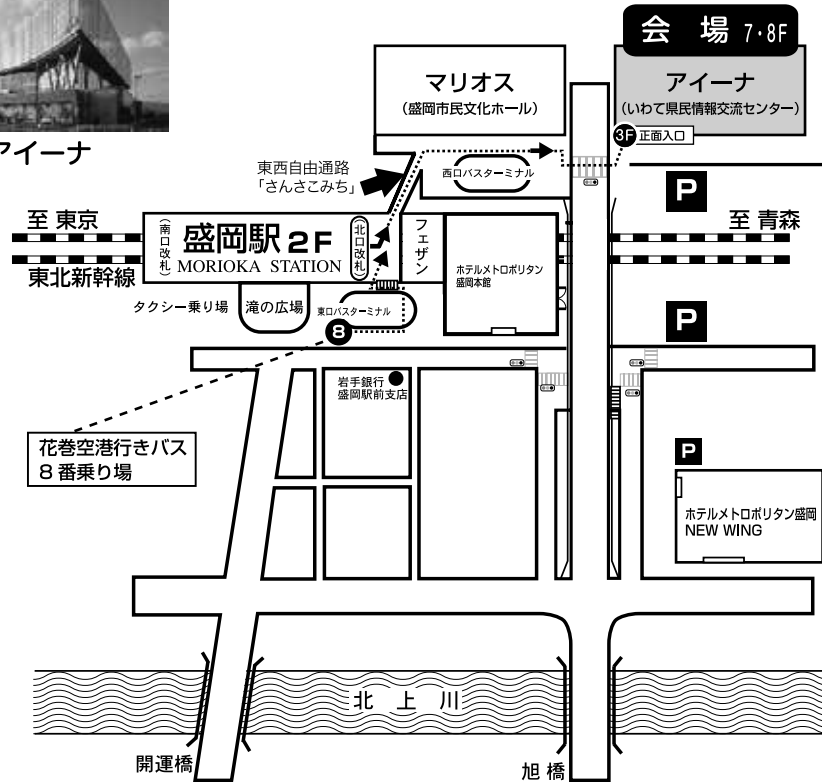 会 場 7・8F
マリオス
(盛岡市民文化ホール)
アイーナ
(いわて県民情報交流センター)
3F 正面入口
アイーナ
東西自由通路
「さんさこみち」
西口バスターミナル
P
至 東京
東北新幹線
(南口改札)
盛岡駅 2F
MORIOKA STATION
北口改札
フェザン
ホテルメトロポリタン
盛岡本館
至 青森
タクシー乗り場
滝の広場
東口バスターミナル
8
P
岩手銀行
盛岡駅前支店
花巻空港行きバス
8 番乗り場
P
ホテルメトロポリタン盛岡
NEW WING
北 上 川
開運橋
旭 橋